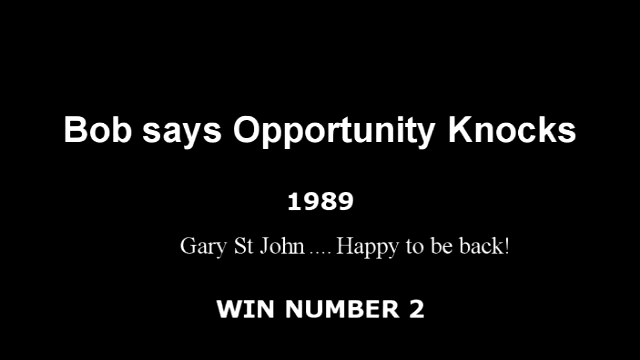 Bob says Opportunity Knocks
1989
Gary St John .... Happy to be back!
WIN NUMBER 2